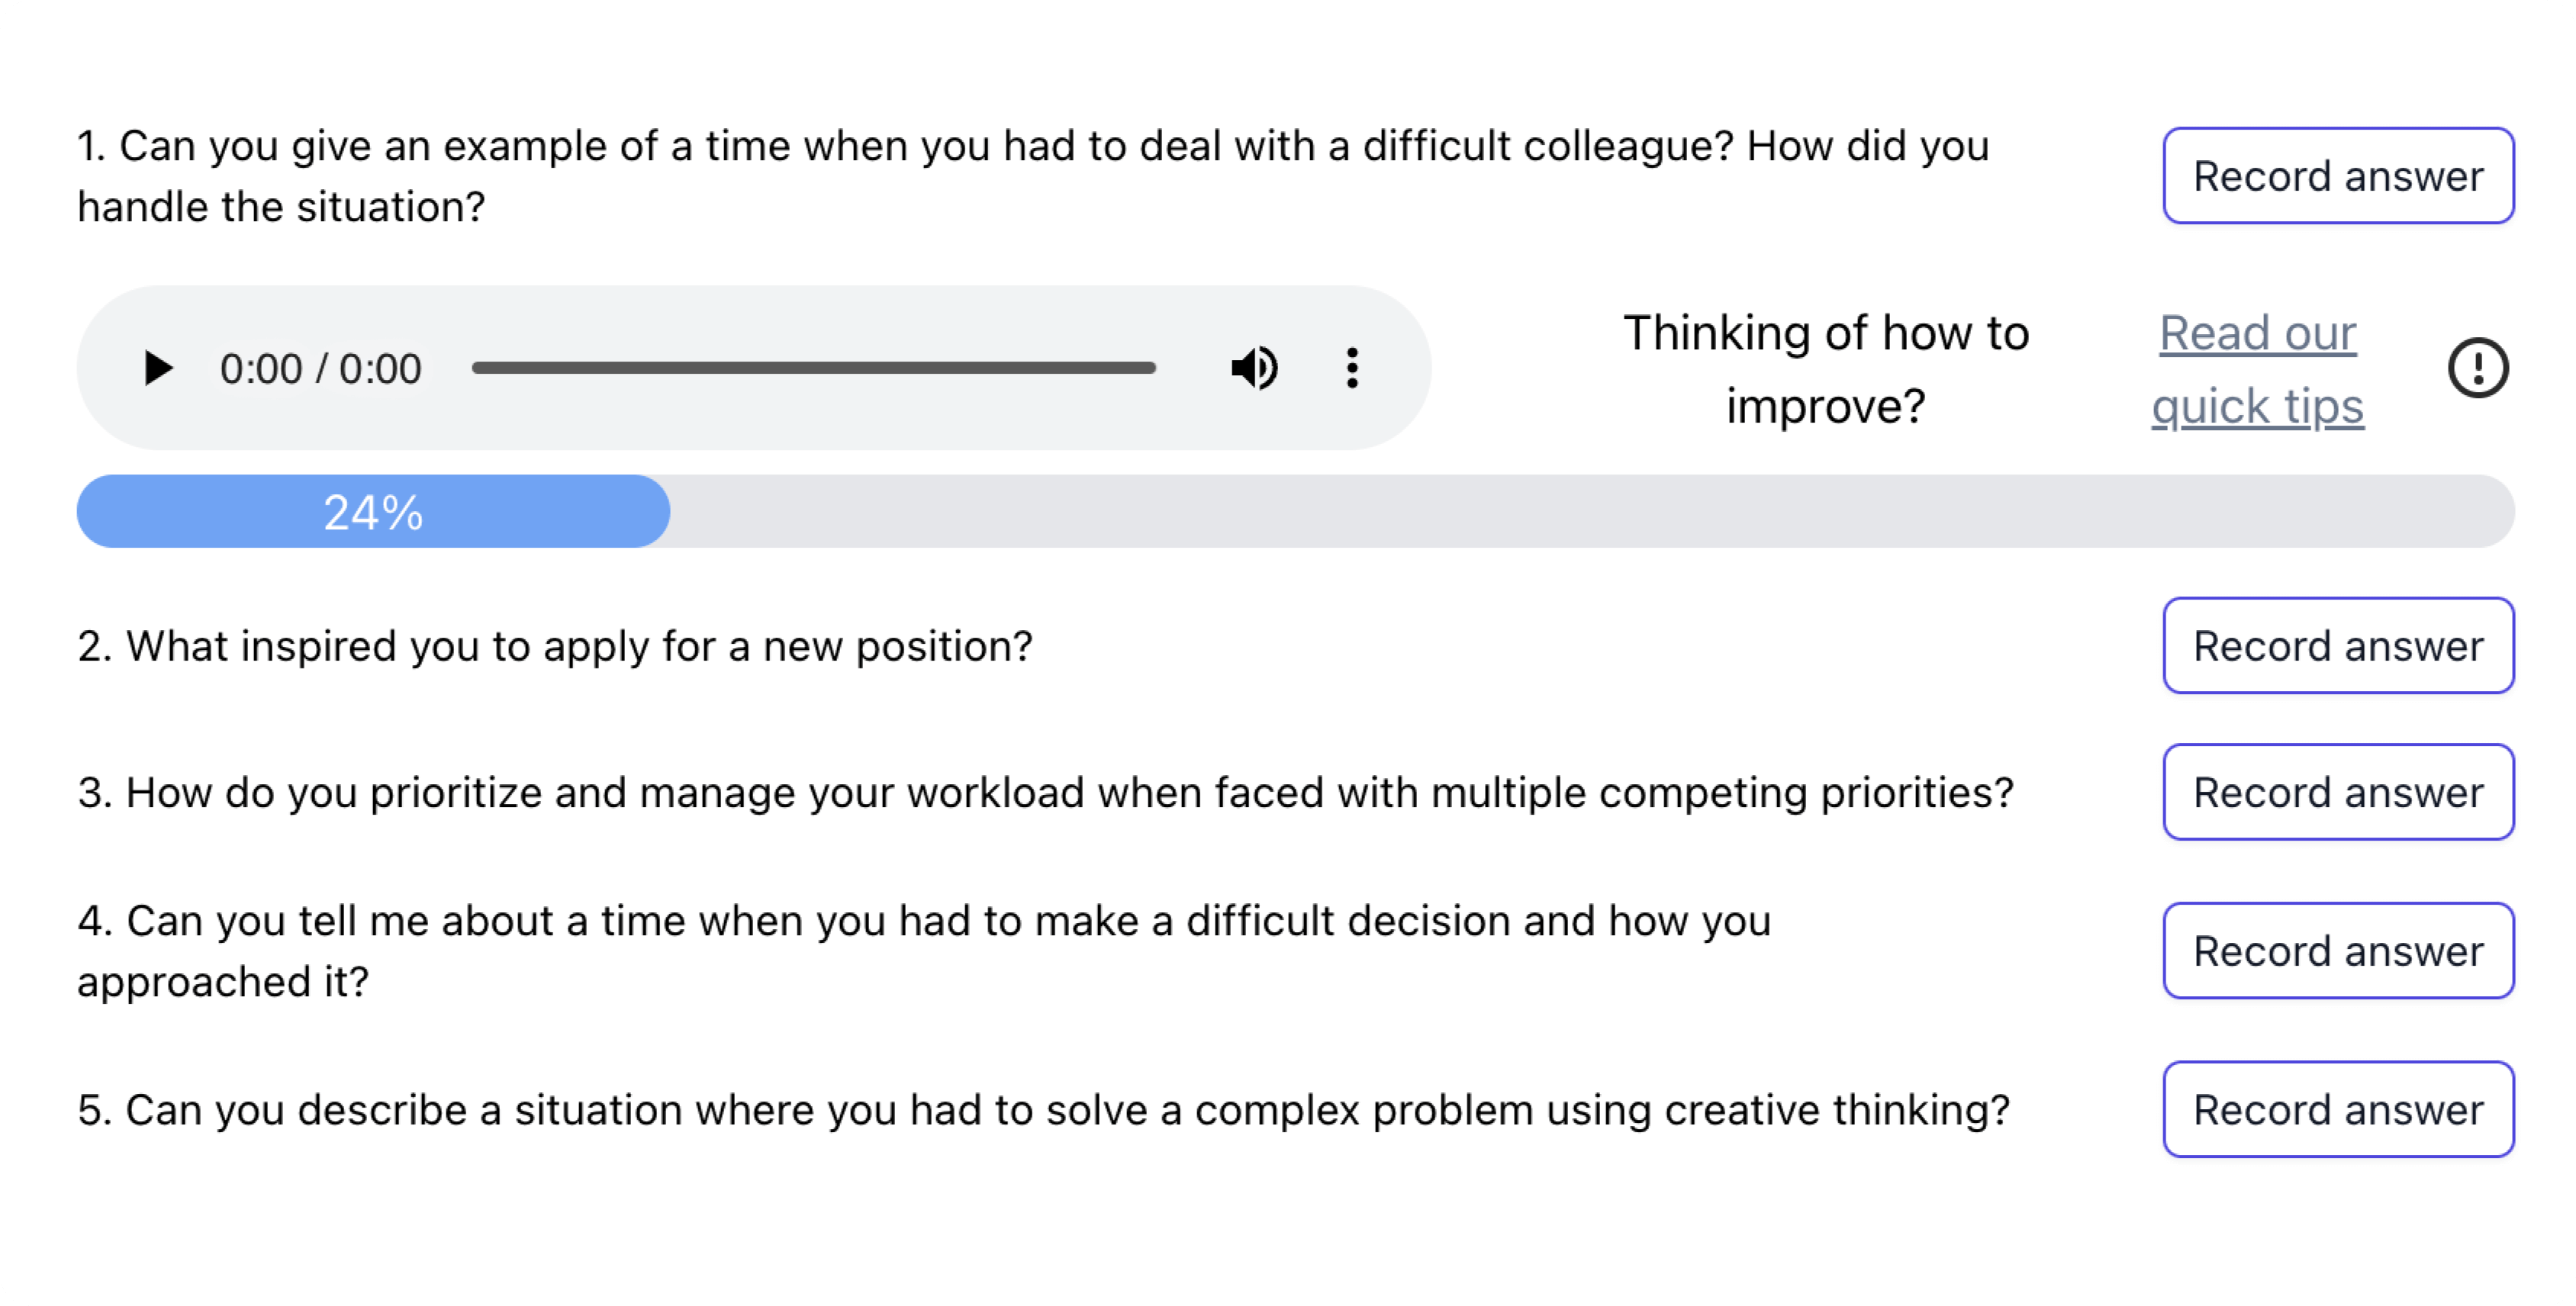 1. Can you give an example of a time when you had to deal with a difficult colleague? How did you
handle the situation?
Record answer
0:00 / 0:00
Thinking of how to
improve?
Read our
quick tips
24%
2. What inspired you to apply for a new position?
Record answer
3. How do you prioritize and manage your workload when faced with multiple competing priorities?
Record answer
4. Can you tell me about a time when you had to make a difficult decision and how you
approached it?
Record answer
5. Can you describe a situation where you had to solve a complex problem using creative thinking?
Record answer